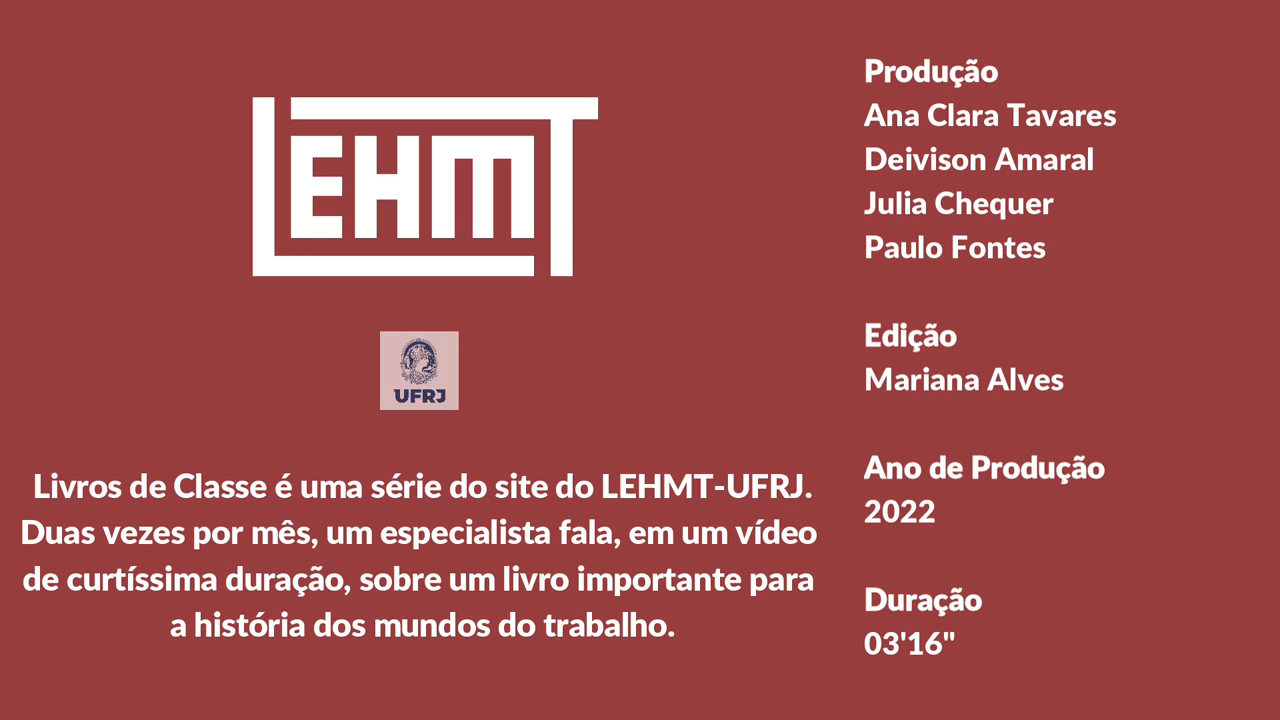 LEHMT
UFRJ
Livros de Classe é uma série do site do LEHMT-UFRJ.
Duas vezes por mês, um especialista fala, em um vídeo
de curtíssima duração, sobre um livro importante para
a história dos mundos do trabalho.
Produção
Ana Clara Tavares
Deivison Amaral
Julia Chequer
Paulo Fontes
Edição
Mariana Alves
Ano de Produção
2022
Duração
03'16"